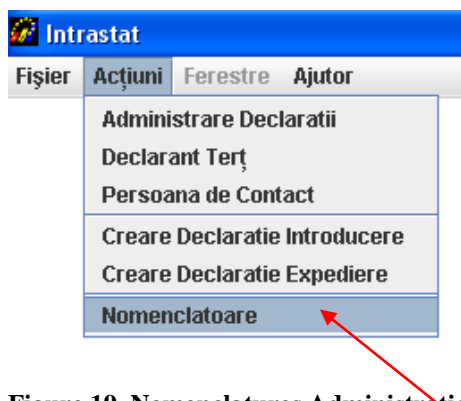 Intrastat
Fişier Acţiuni Ferestre Ajutor
Administrare Declaratii
Declarant Terţ
Persoana de Contact
Creare Declaratie Introducere
Creare Declaratie Expediere
Nomenclatoare